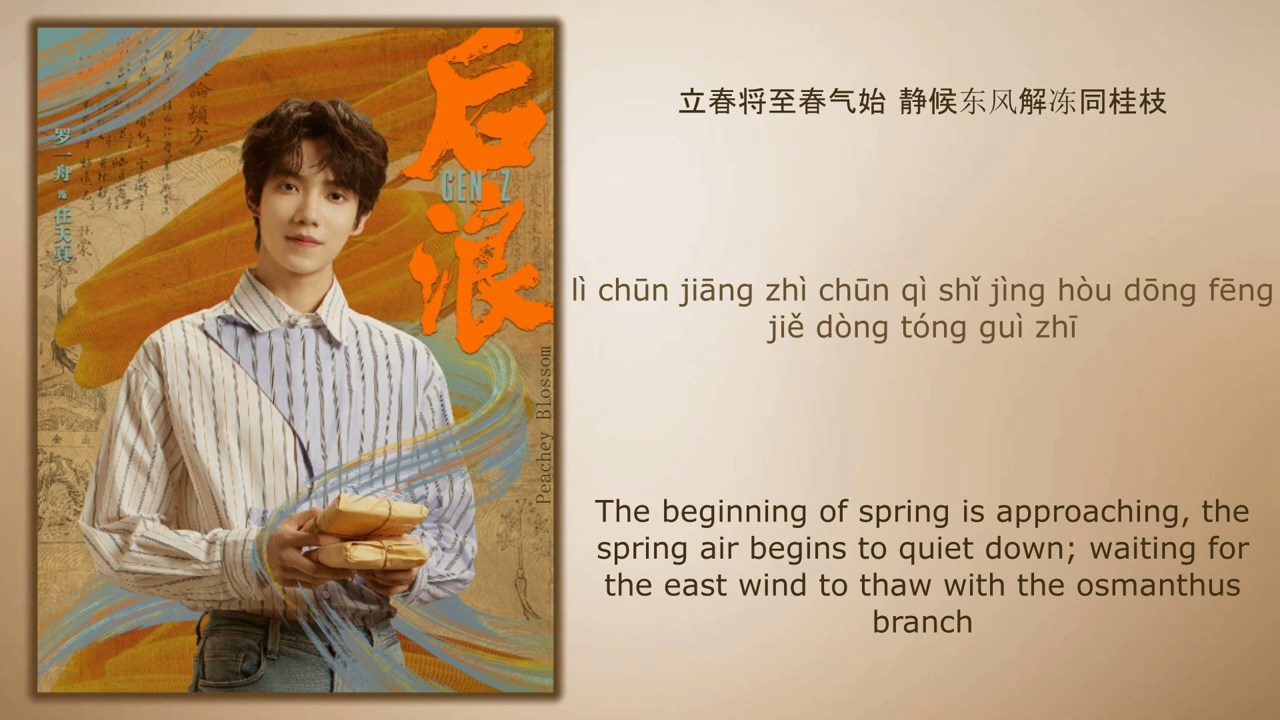 后浪
GEN Z
罗一舟 饰 任天真
論類方
Peachey Blossom
立春将至春气始 静候东风解冻同桂枝
lì chūn jiāng zhì chūn qì shǐ jìng hòu dōng fēng
jiě dòng tóng guì zhī
The beginning of spring is approaching, the
spring air begins to quiet down; waiting for
the east wind to thaw with the osmanthus
branch